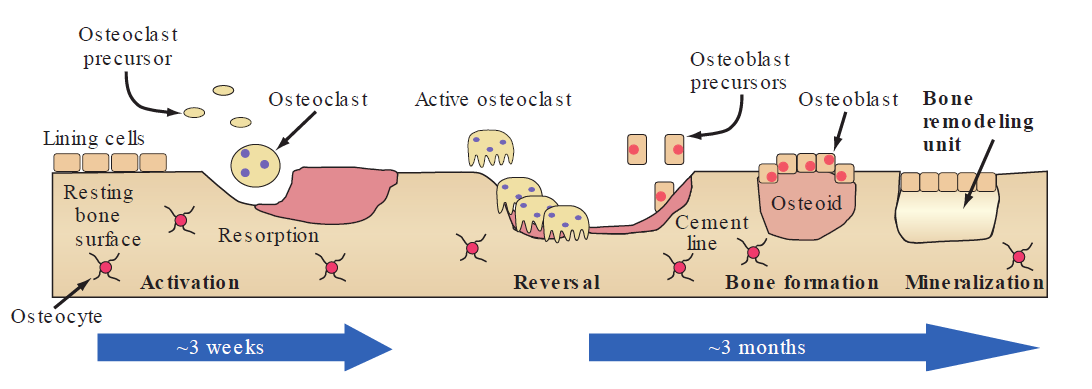 Osteoclast
precursor
Osteoclast
Active osteoclast
Osteoblast
precursors
Osteoblast
Bone
remodeling
unit
Lining cells
Resting
bone
surface
Resorption
Cement
line
Osteoid
Activation
Reversal
Bone formation
Mineralization
Osteocyte
~3 weeks
~3 months